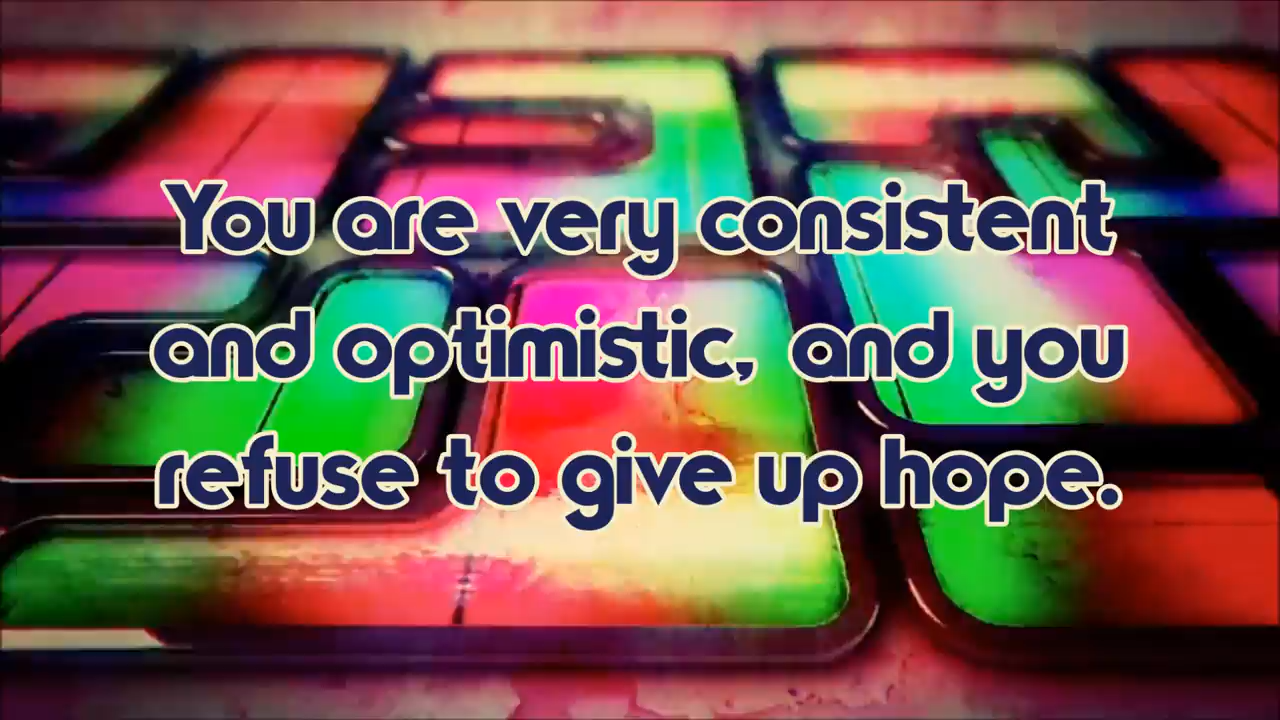 You are very consistent
and optimistic, and you
refuse to give up hope.